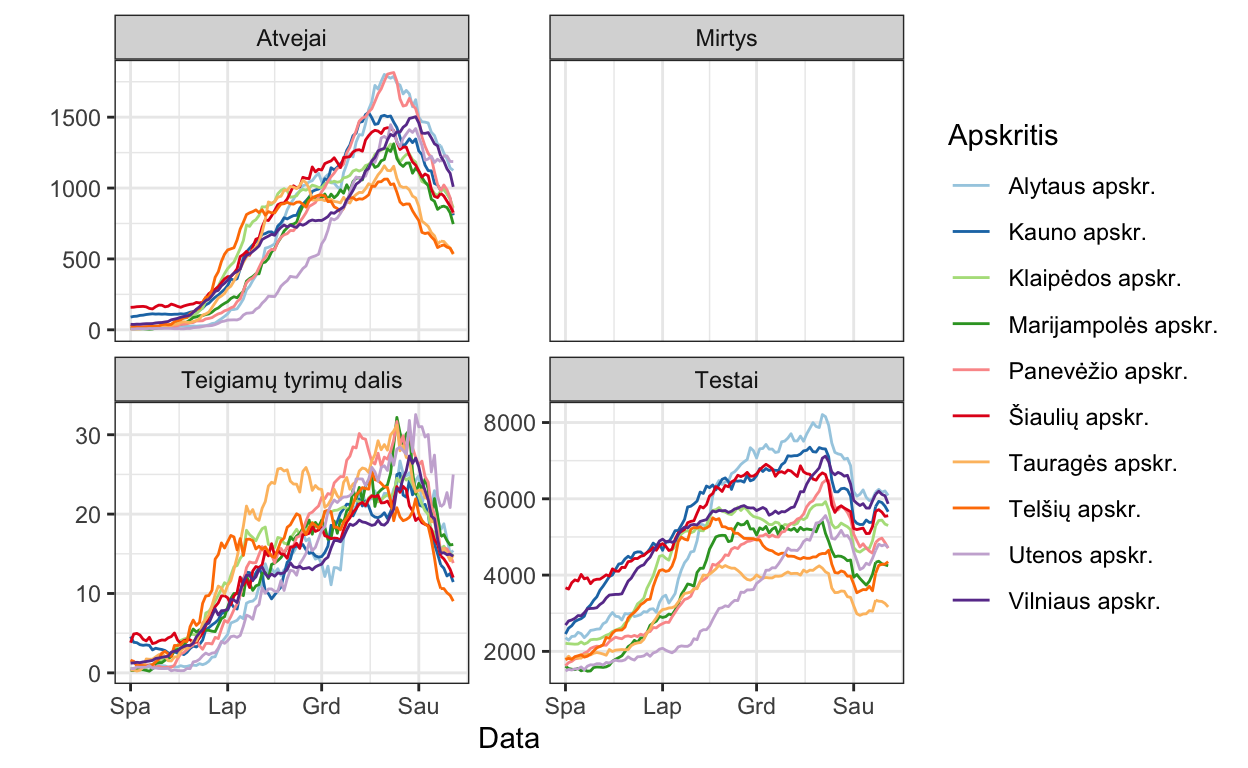 Atvejai
Mirtys
1500
1000
500
0
Teigiamų tyrimų dalis
Testai
30
20
10
0
8000
6000
4000
2000
Spa Lap Grd Sau
Spa Lap Grd Sau
Data
Apskritis
Alytaus apskr.
Kauno apskr.
Klaipėdos apskr.
Marijampolės apskr.
Panevėžio apskr.
Šiaulių apskr.
Tauragės apskr.
Telšių apskr.
Utenos apskr.
Vilniaus apskr.